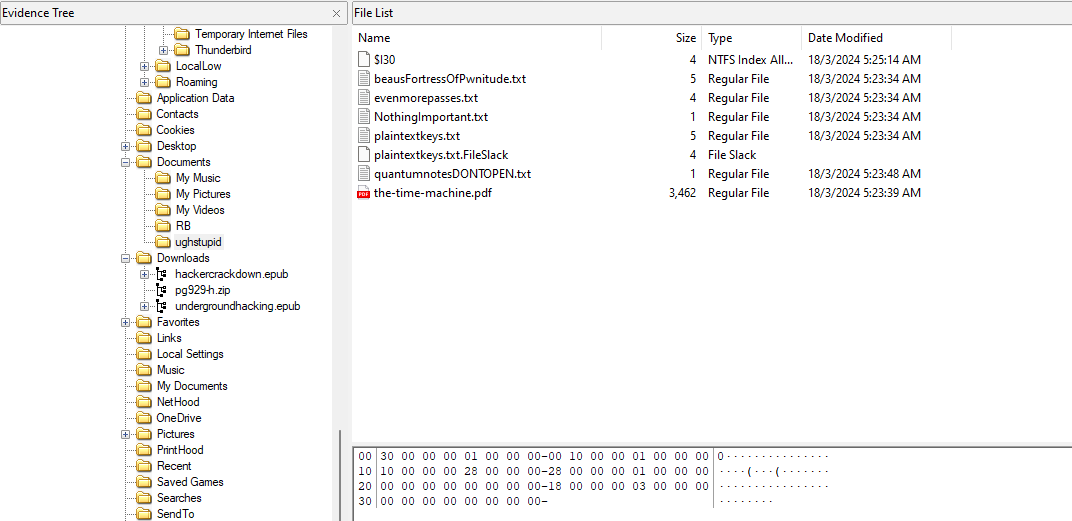 Evidence Tree
Temporary Internet Files
Thunderbird
LocalLow
Roaming
Application Data
Contacts
Cookies
Desktop
Documents
My Music
My Pictures
My Videos
RB
ughstupid
Downloads
hackercrackdown.epub
pg929-h.zip
undergroundhacking.epub
Favorites
Links
Local Settings
Music
My Documents
NetHood
OneDrive
Pictures
PrintHood
Recent
Saved Games
Searches
SendTo
File List
Name Size Type Date Modified
$I30 4 NTFS Index All... 18/3/2024 5:25:14 AM
beausFortressOfPwnitude.txt 5 Regular File 18/3/2024 5:23:34 AM
evenmorepasses.txt 4 Regular File 18/3/2024 5:23:34 AM
NothingImportant.txt 1 Regular File 18/3/2024 5:23:34 AM
plaintextkeys.txt 5 Regular File 18/3/2024 5:23:34 AM
plaintextkeys.txt.FileSlack 4 File Slack
quantumnotesDONTOPEN.txt 1 Regular File 18/3/2024 5:23:48 AM
PDF the-time-machine.pdf 3,462 Regular File 18/3/2024 5:23:39 AM
00 30 00 00 00 01 00 00 00-00 10 00 00 01 00 00 00 0···············
10 10 00 00 00 28 00 00 00-28 00 00 00 01 00 00 00 ····(···(·······
20 00 00 00 00 00 00 00 00-18 00 00 00 03 00 00 00 ················
30 00 00 00 00 00 00 00 00- ········